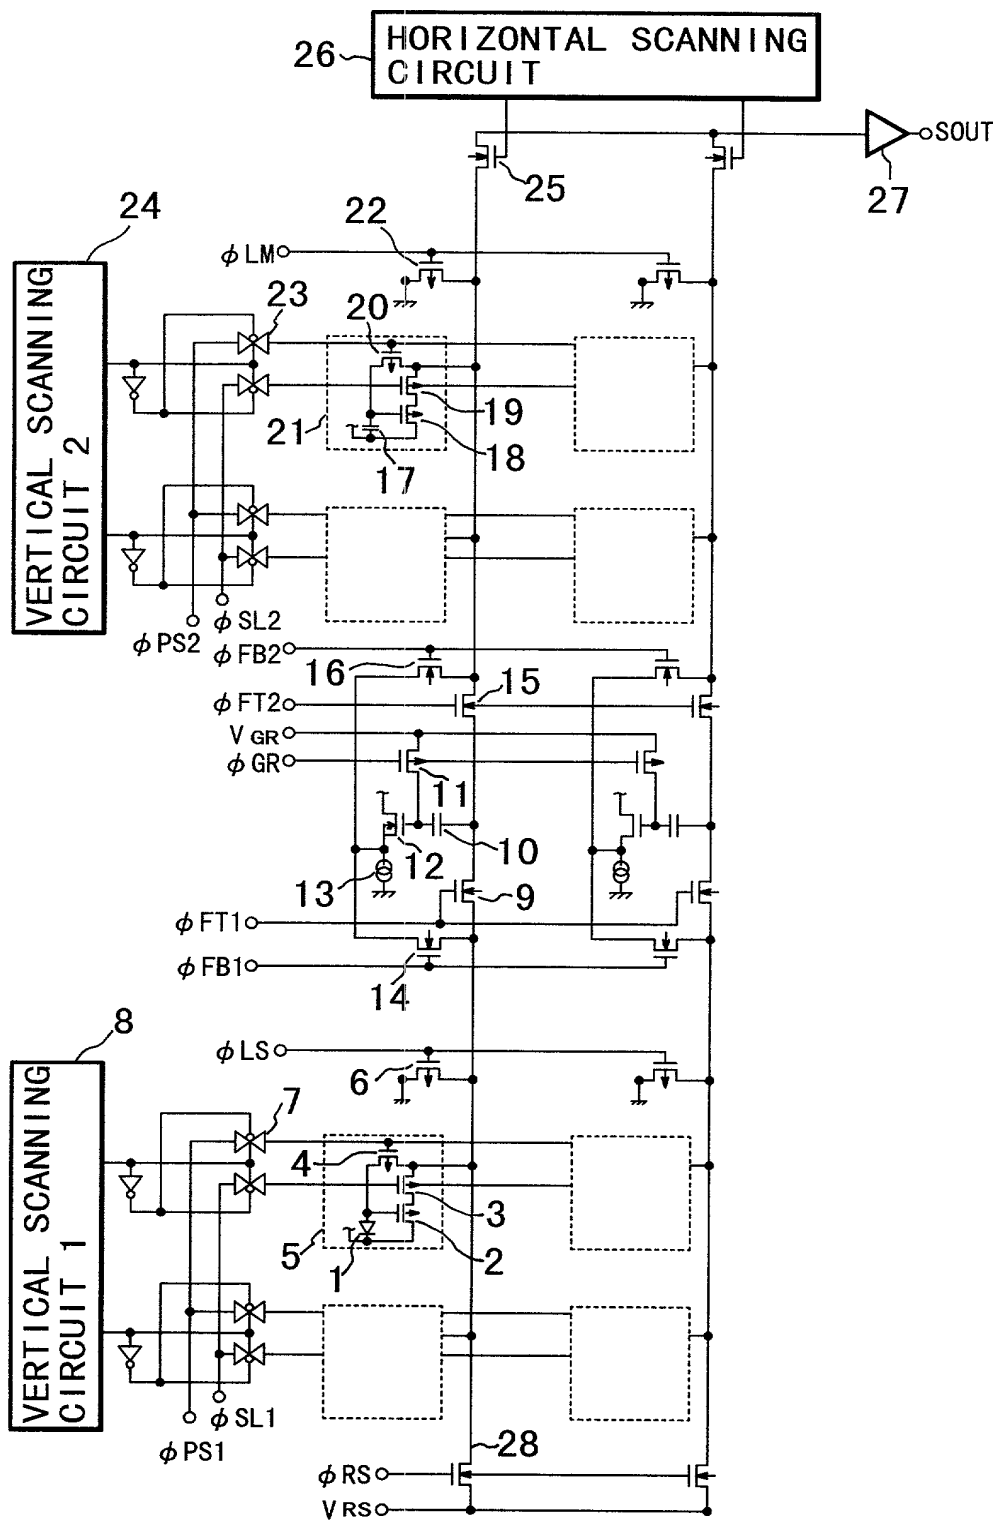 HORIZONTAL SCANNING
CIRCUIT
26
SOUT
25
27
24
22
φLM
VERTICAL SCANNING
CIRCUIT 2
23
20
19
21
18
17
φSL2
φPS2
φFB2
16
15
φFT2
VGR
φGR
11
10
12
13
9
φFT1
φFB1
14
8
φLS
6
VERTICAL SCANNING
CIRCUIT 1
7
4
3
5
2
1
φSL1
φPS1
28
φRS
VRS